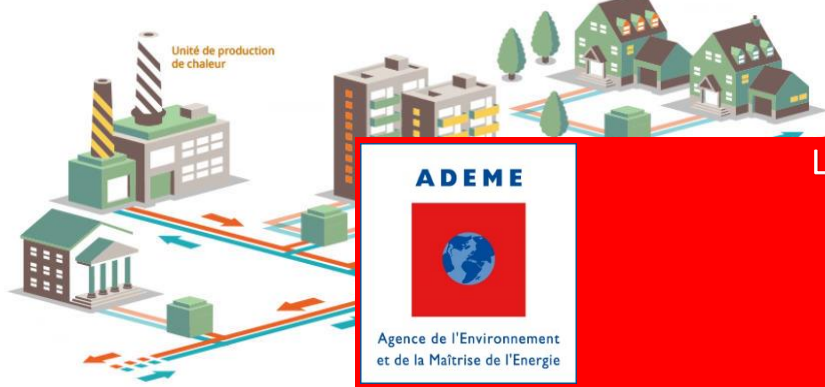 Unité de production
de chaleur
ADEME
Agence de l'Environnement
et de la Maîtrise de l'Energie
L